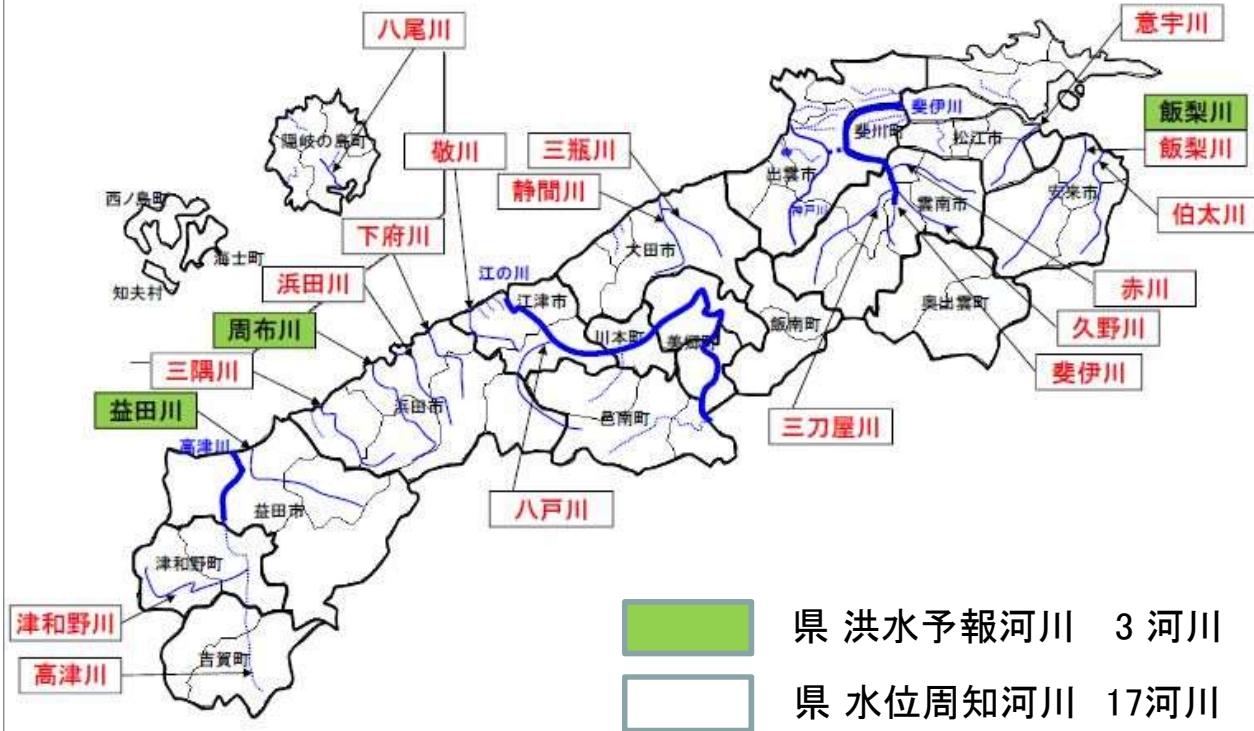 八尾川
意宇川
飯梨川
飯梨川
斐伊川
斐川町
松江市
隠岐の島町
敬川
三瓶川
出雲市
安来市
西ノ島町
静間川
雲南市
伯太川
神戸川
下府川
大田市
海士町
知夫村
浜田川
江の川
江津市
赤川
奥出雲町
周布川
川本町
美郷町
飯南町
久野川
三隅川
斐伊川
益田川
浜田市
邑南町
三刀屋川
高津川
八戸川
益田市
津和野町
津和野川
吉賀町
高津川
県 洪水予報河川 3 河川
県 水位周知河川 17河川